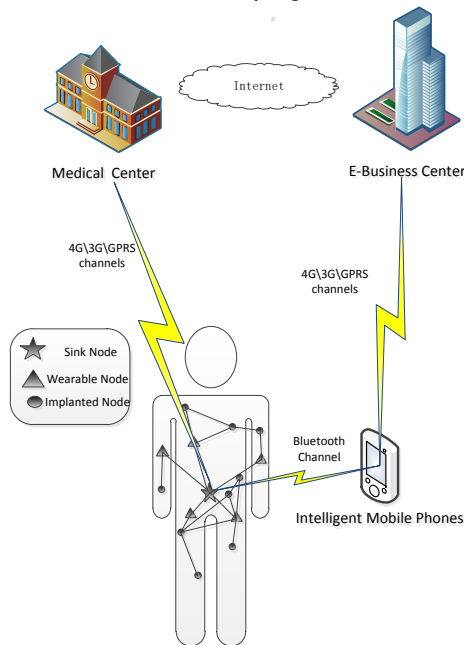 Internet
Medical Center
E-Business Center
4G\3G\GPRS
channels
4G\3G\GPRS
channels
Sink Node
Wearable Node
Implanted Node
Bluetooth
Channel
Intelligent Mobile Phones